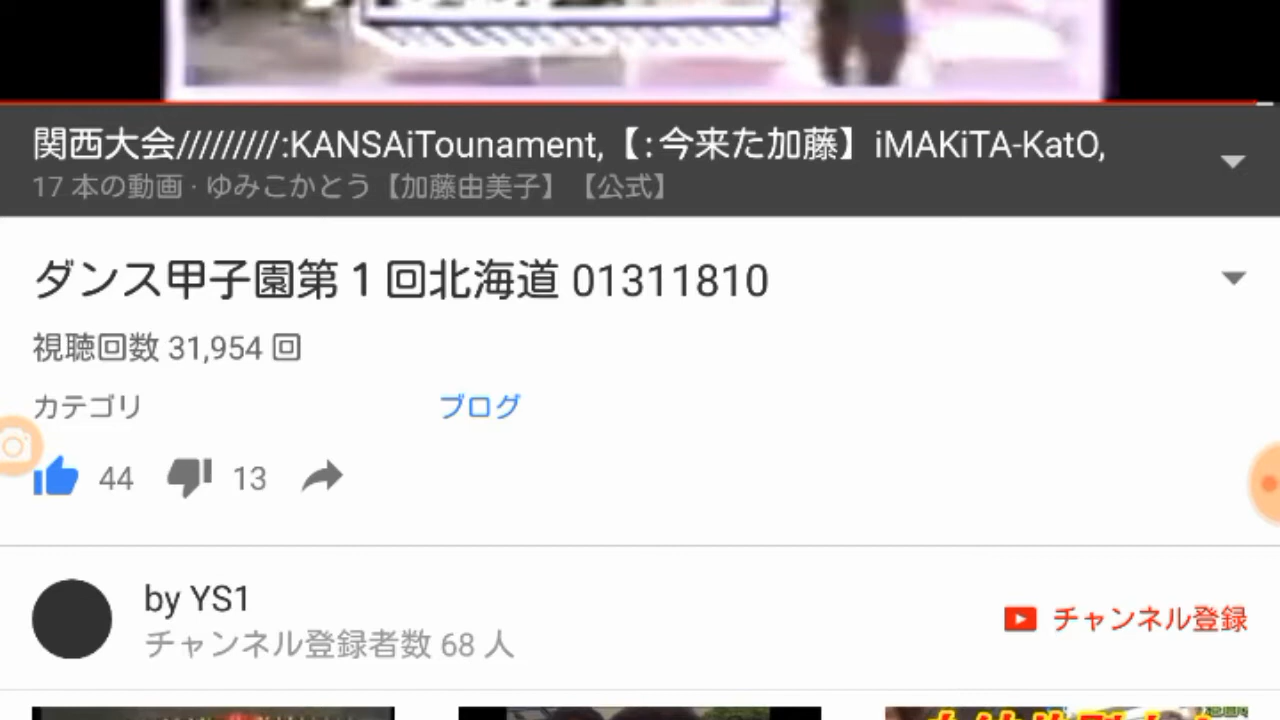 関西大会/////////:KANSAiTounament,【:今来た加藤】iMAKiTA-KatO,
17 本の動画 · ゆみこかとう【加藤由美子】【公式】
ダンス甲子園第１回北海道 01311810
視聴回数 31,954 回
カテゴリ ブログ
44 13
by YS1
チャンネル登録
チャンネル登録者数 68 人